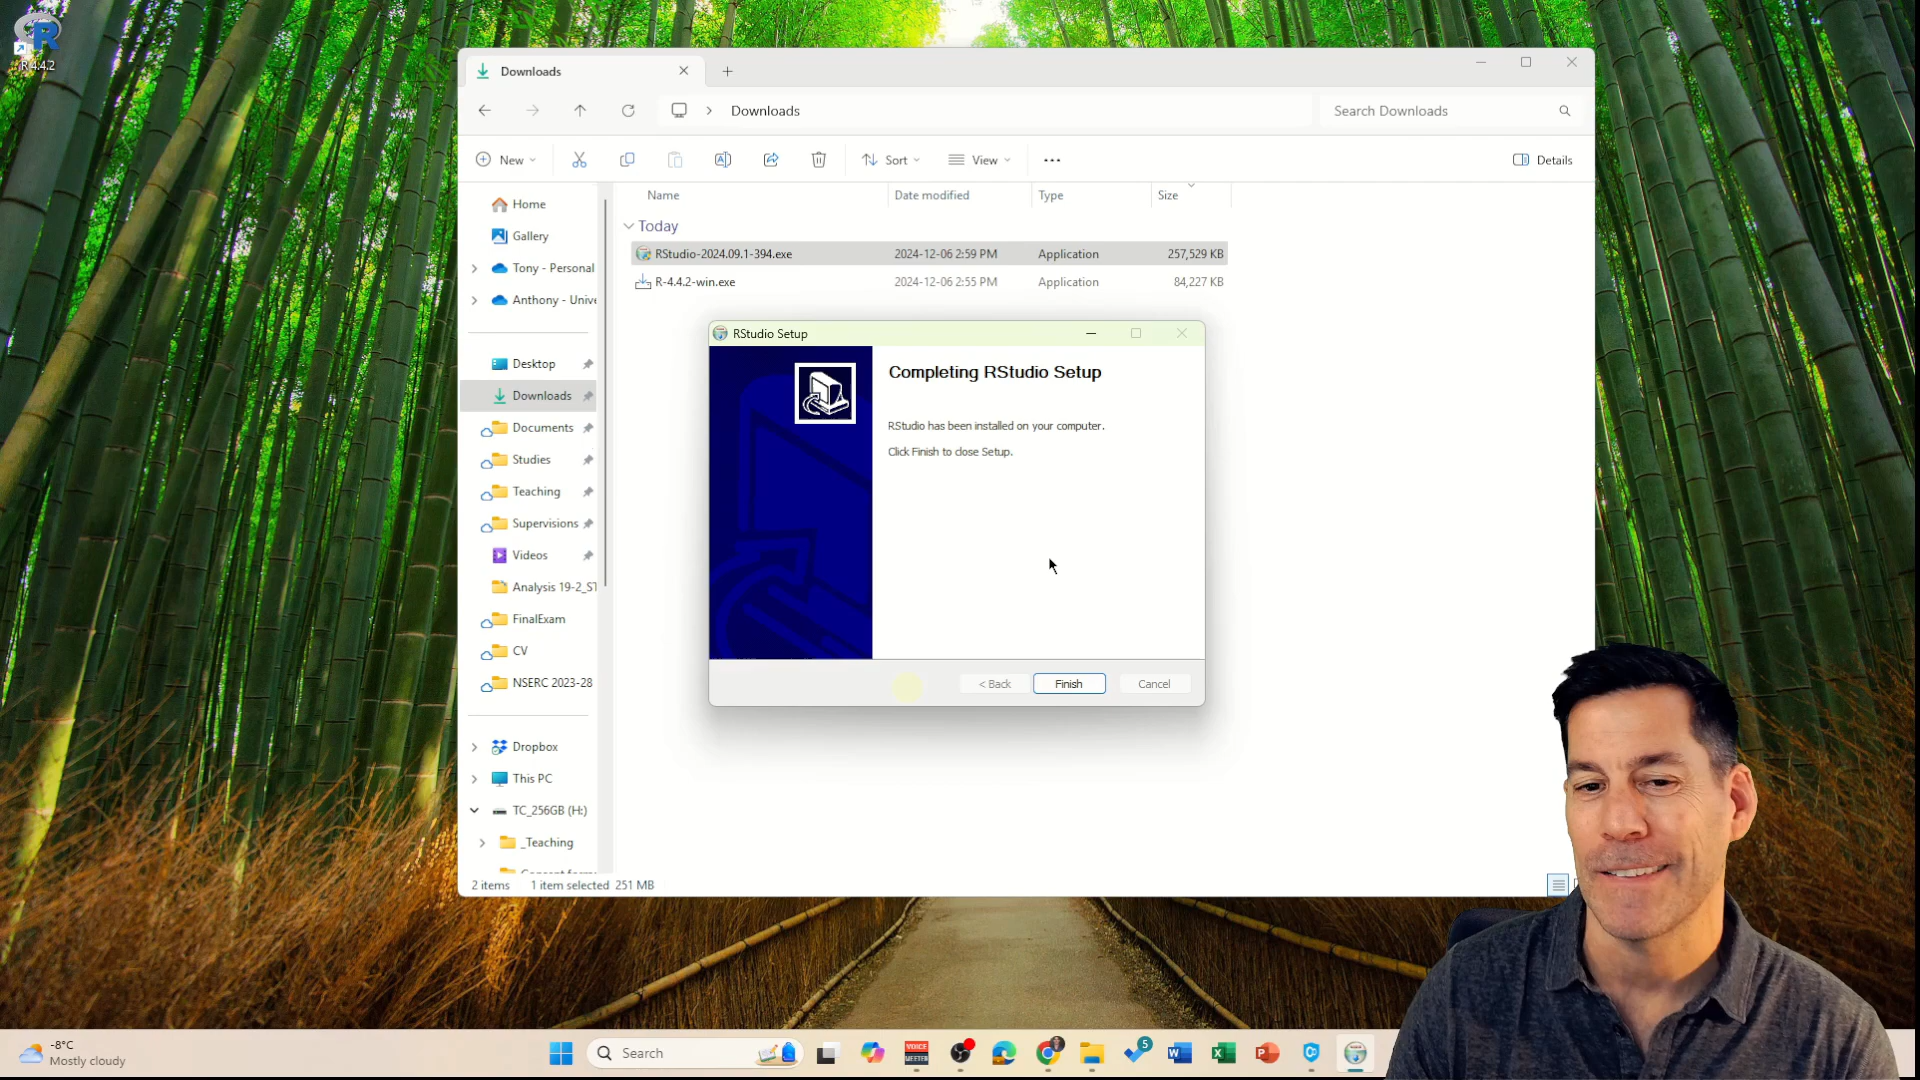 R 4.4.2
Downloads
Downloads
Search Downloads
New
Sort
View
Details
Name
Date modified
Type
Size
Today
RStudio-2024.09.1-394.exe 2024-12-06 2:59 PM Application 257,529 KB
R-4.4.2-win.exe 2024-12-06 2:55 PM Application 84,227 KB
Home
Gallery
Tony - Personal
Anthony - Unive
Desktop
Downloads
Documents
Studies
Teaching
Supervisions
Videos
Analysis 19-2_ST
FinalExam
CV
NSERC 2023-28
Dropbox
This PC
TC_256GB (H:)
_Teaching
RStudio Setup
Completing RStudio Setup
RStudio has been installed on your computer.
Click Finish to close Setup.
< Back
Finish
Cancel
2 items 1 item selected 251 MB
-8°C
Mostly cloudy
Search
VOICE
MEETER
5